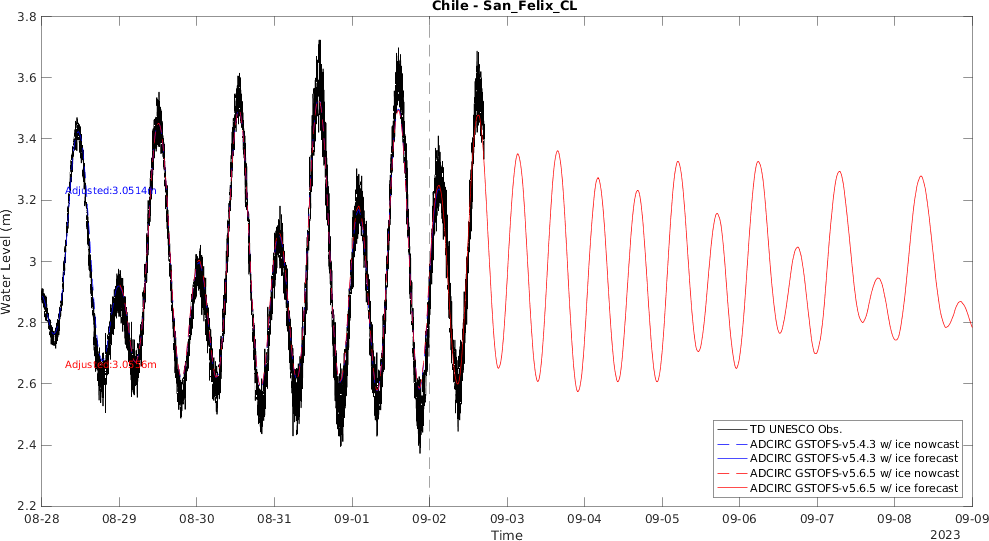 Chile - San_Felix_CL
3.8
3.6
3.4
3.2
3
2.8
2.6
2.4
2.2
Water Level (m)
Adjusted:3.0514m
TD UNESCO Obs.
ADCIRC GSTOFS-v5.4.3 w/ ice nowcast
ADCIRC GSTOFS-v5.4.3 w/ ice forecast
ADCIRC GSTOFS-v5.6.5 w/ ice nowcast
ADCIRC GSTOFS-v5.6.5 w/ ice forecast
08-28
08-29
08-30
08-31
09-01
09-02
09-03
09-04
09-05
09-06
09-07
09-08
09-09
Time
2023